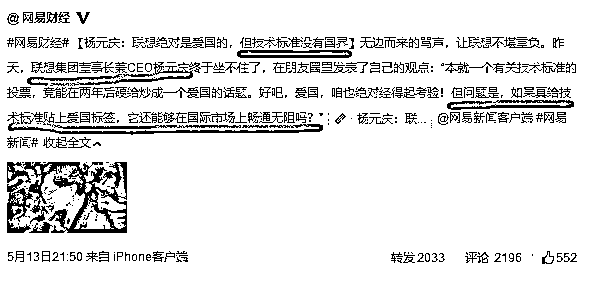 @网易财经
#网易财经#【杨元庆：联想绝对是爱国的，但技术标准没有国界】无边而来的骂声，让联想不堪重负。昨
天，联想集团董事长兼CEO杨元庆终于坐不住了，在朋友圈里发表了自己的观点：“本就一个有关技术标准的
投票，竟能在两年后硬给炒成一个爱国的话题。好吧，爱国，咱也绝对经得起考验！但问题是，如果真给技
术标准贴上爱国标签，它还能够在国际市场上畅通无阻吗？” 杨元庆：联... @网易新闻客户端 #网易
新闻# 收起全文
5月13日21:50 来自 iPhone客户端 转发 2033 评论 2196 552